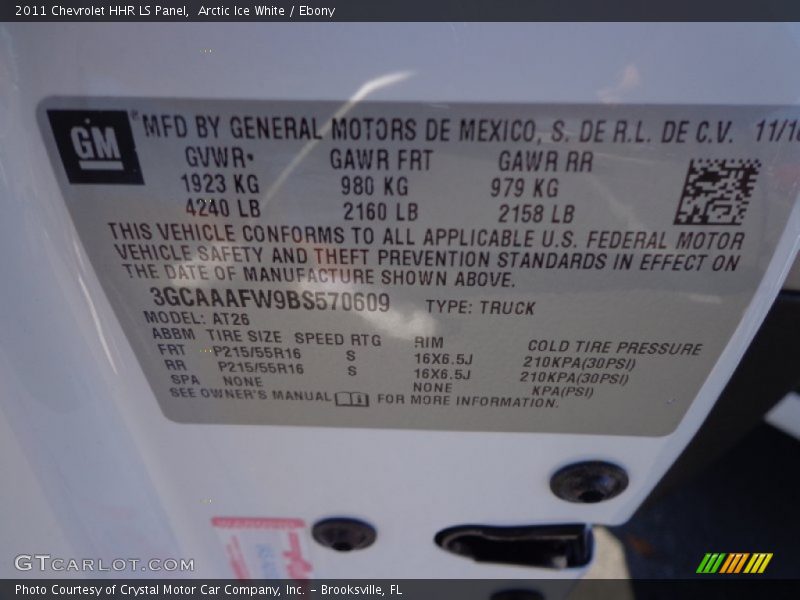 2011 Chevrolet HHR LS Panel,  Arctic Ice White / Ebony
GM
® MFD BY GENERAL MOTORS DE MEXICO, S. DE R.L. DE C.V. 11/10
GVWR• GAWR FRT GAWR RR
1923 KG 980 KG 979 KG
4240 LB 2160 LB 2158 LB
THIS VEHICLE CONFORMS TO ALL APPLICABLE U.S. FEDERAL MOTOR
VEHICLE SAFETY AND THEFT PREVENTION STANDARDS IN EFFECT ON
THE DATE OF MANUFACTURE SHOWN ABOVE.
3GCAAAFW9BS570609 TYPE: TRUCK
MODEL: AT26
ABBM TIRE SIZE SPEED RTG RIM COLD TIRE PRESSURE
FRT P215/55R16 S 16X6.5J 210KPA(30PSI)
RR P215/55R16 S 16X6.5J 210KPA(30PSI)
SPA NONE NONE KPA(PSI)
SEE OWNER'S MANUAL FOR MORE INFORMATION.
GTCARLOT.COM
Photo Courtesy of Crystal Motor Car Company, Inc. – Brooksville, FL